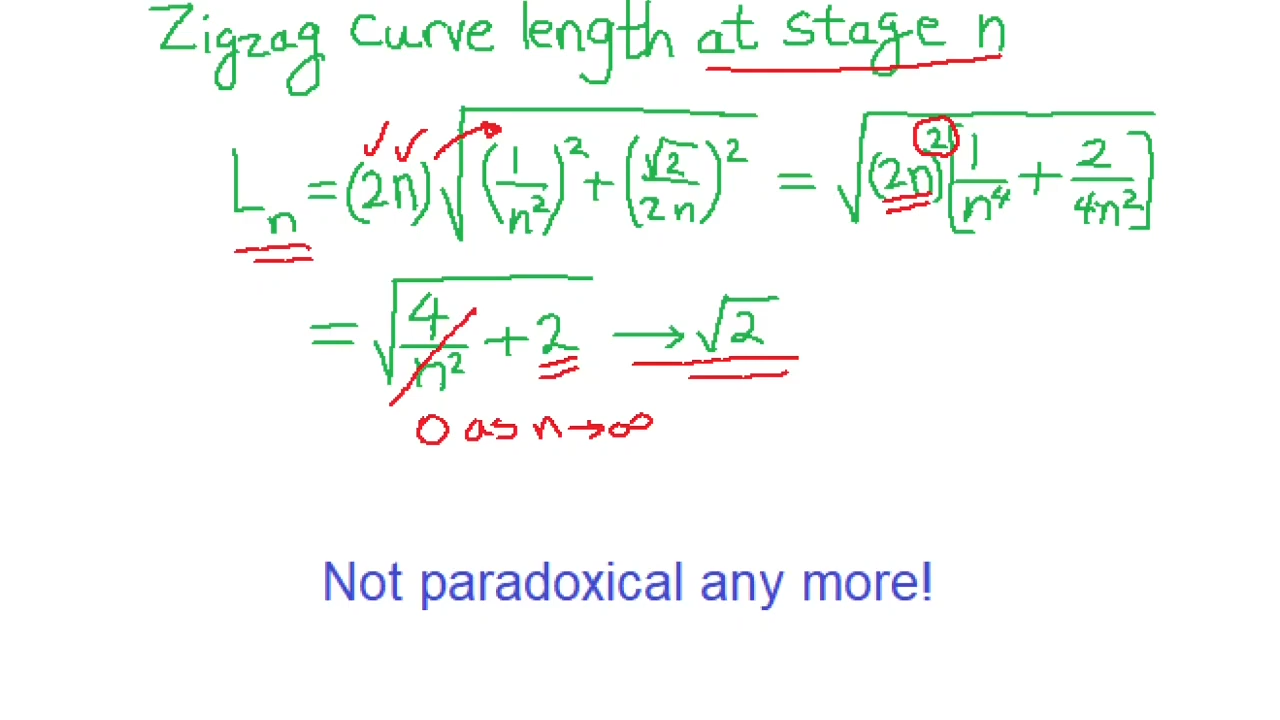 Zigzag curve length at stage n
Lₙ = (2n) √((1/n²)² + (√2/2n)²) = √((2n)² [1/n⁴ + 2/4n²])
= √(4/n² + 2) → √2
0 as n→∞
Not paradoxical any more!